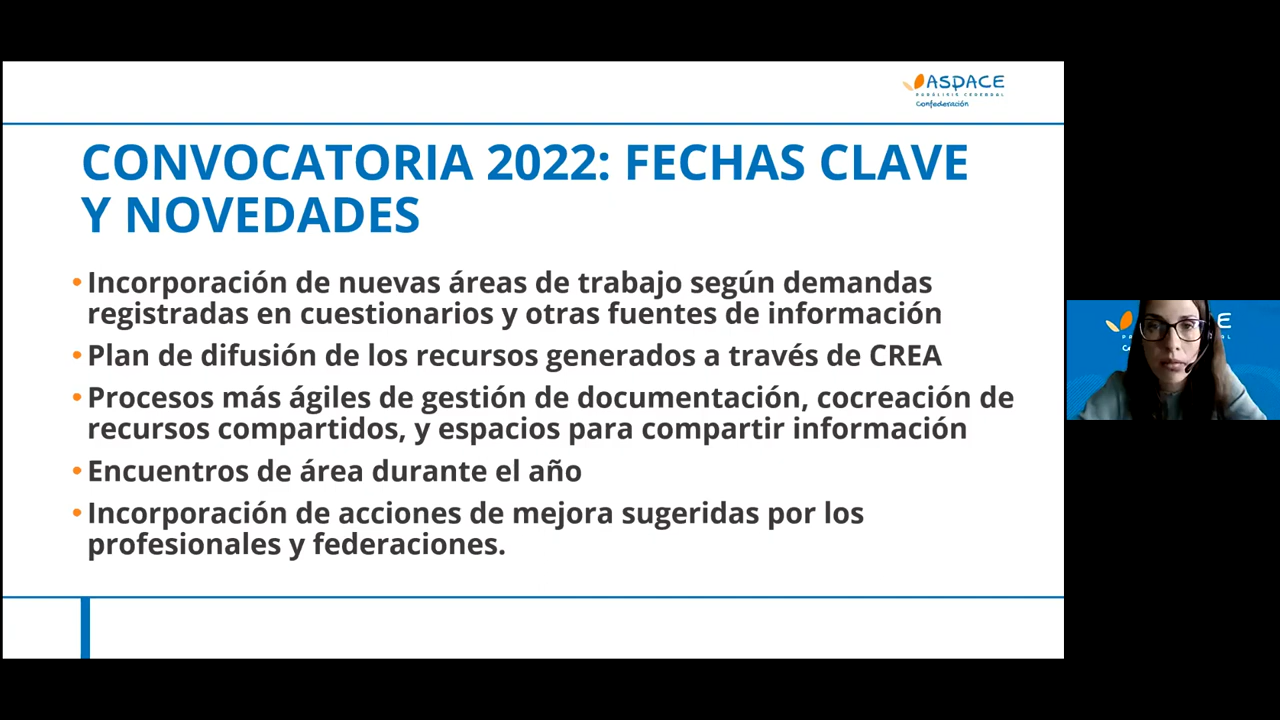 ASPACE
PARÁLISIS CEREBRAL
Confederación
CONVOCATORIA 2022: FECHAS CLAVE
Y NOVEDADES
• Incorporación de nuevas áreas de trabajo según demandas
registradas en cuestionarios y otras fuentes de información
• Plan de difusión de los recursos generados a través de CREA
• Procesos más ágiles de gestión de documentación, cocreación de
recursos compartidos, y espacios para compartir información
• Encuentros de área durante el año
• Incorporación de acciones de mejora sugeridas por los
profesionales y federaciones.